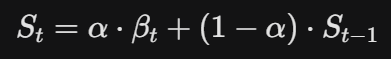 S_t = α · β_t + (1 − α) · S_{t−1}